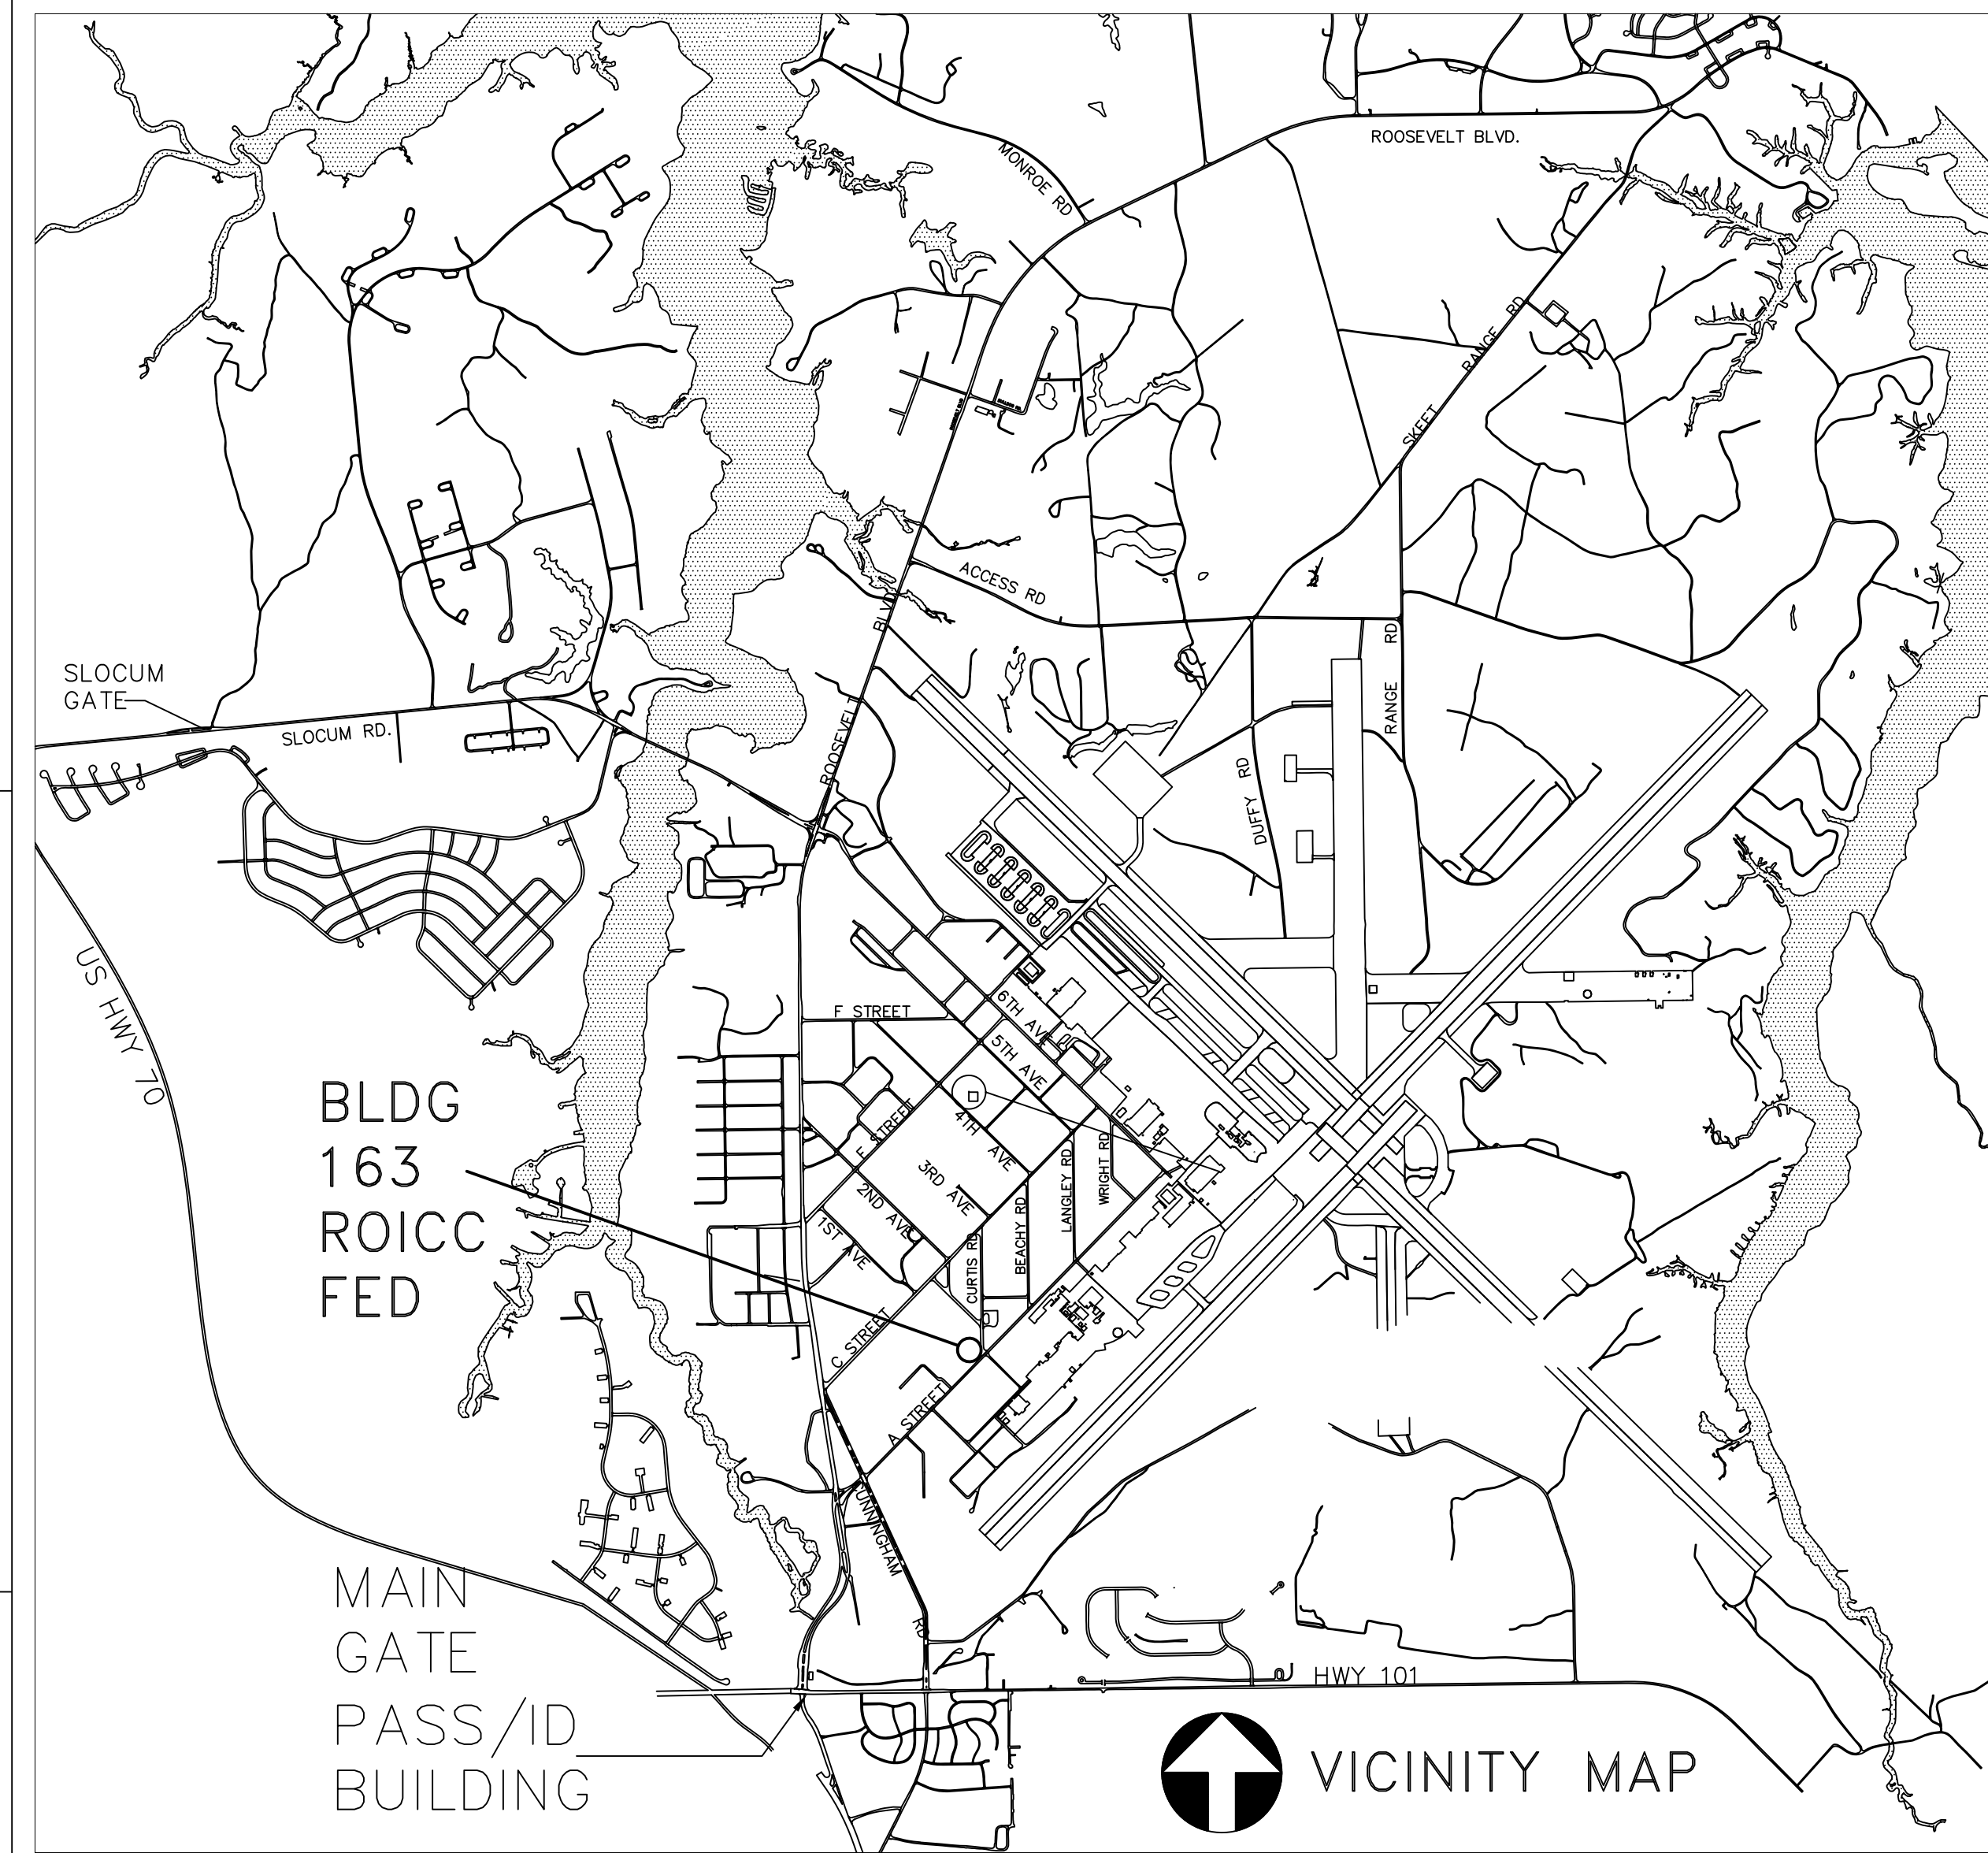 ROOSEVELT BLVD.
MONROE RD
SKEET RANGE RD
ACCESS RD
ROOSEVELT BLVD
RANGE RD
SLOCUM
GATE
SLOCUM RD.
DUFFY RD
US HWY 70
F STREET
6TH AVE
5TH AVE
4TH AVE
E STREET
3RD AVE
2ND AVE
1ST AVE
LANGLEY RD
WRIGHT RD
BEACHY RD
CURTIS RD
BLDG
163
ROICC
FED
C STREET
A STREET
CUNNINGHAM RD
MAIN
GATE
PASS/ID
BUILDING
HWY 101
VICINITY MAP